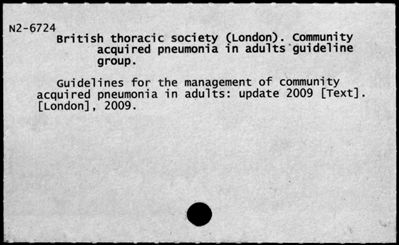 N2-6724
British thoracic society (London). Community
acquired pneumonia in adults guideline
group.
Guidelines for the management of community
acquired pneumonia in adults: update 2009 [Text].
[London], 2009.